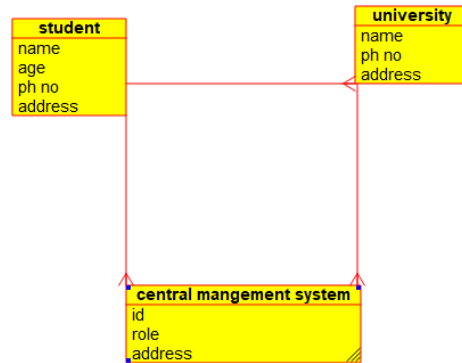 student
name
age
ph no
address
university
name
ph no
address
central mangement system
id
role
address